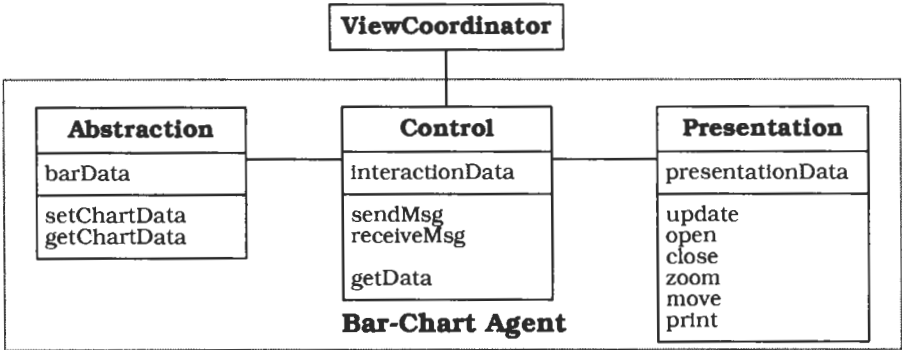 ViewCoordinator
Abstraction
barData
setChartData
getChartData
Control
interactionData
sendMsg
receiveMsg
getData
Presentation
presentationData
update
open
close
zoom
move
print
Bar-Chart Agent